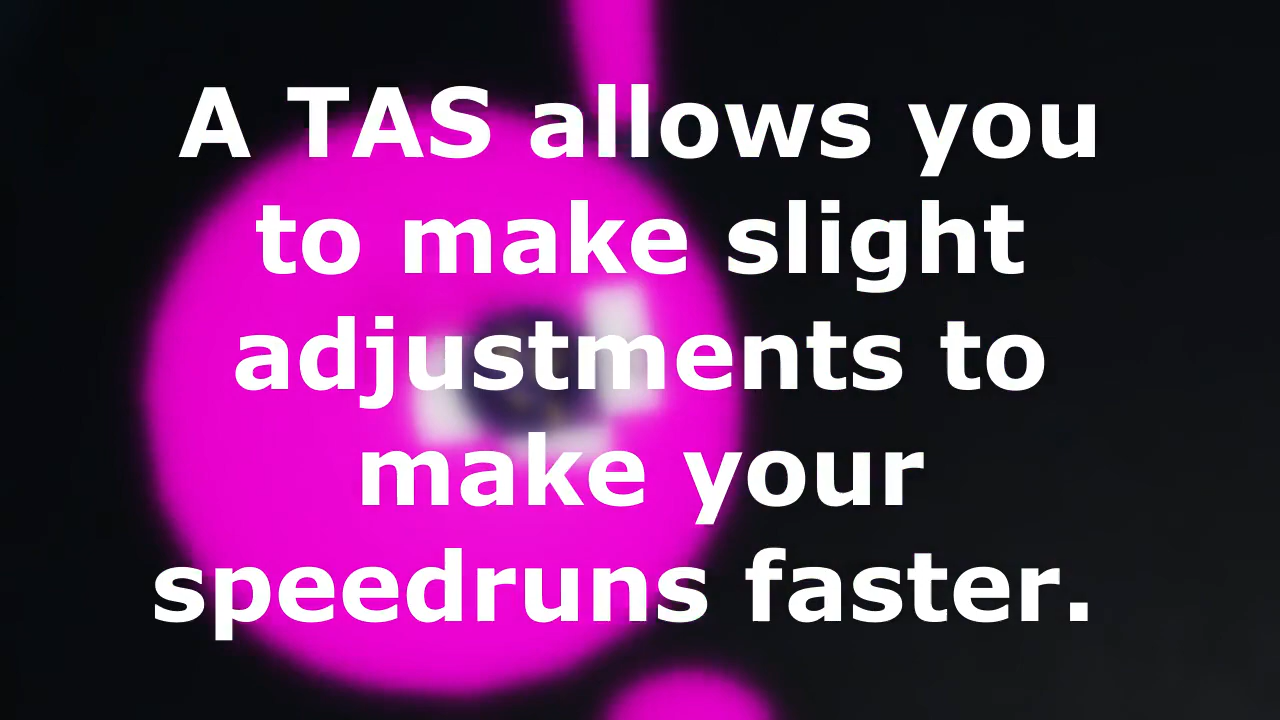 A TAS allows you
to make slight
adjustments to
make your
speedruns faster.